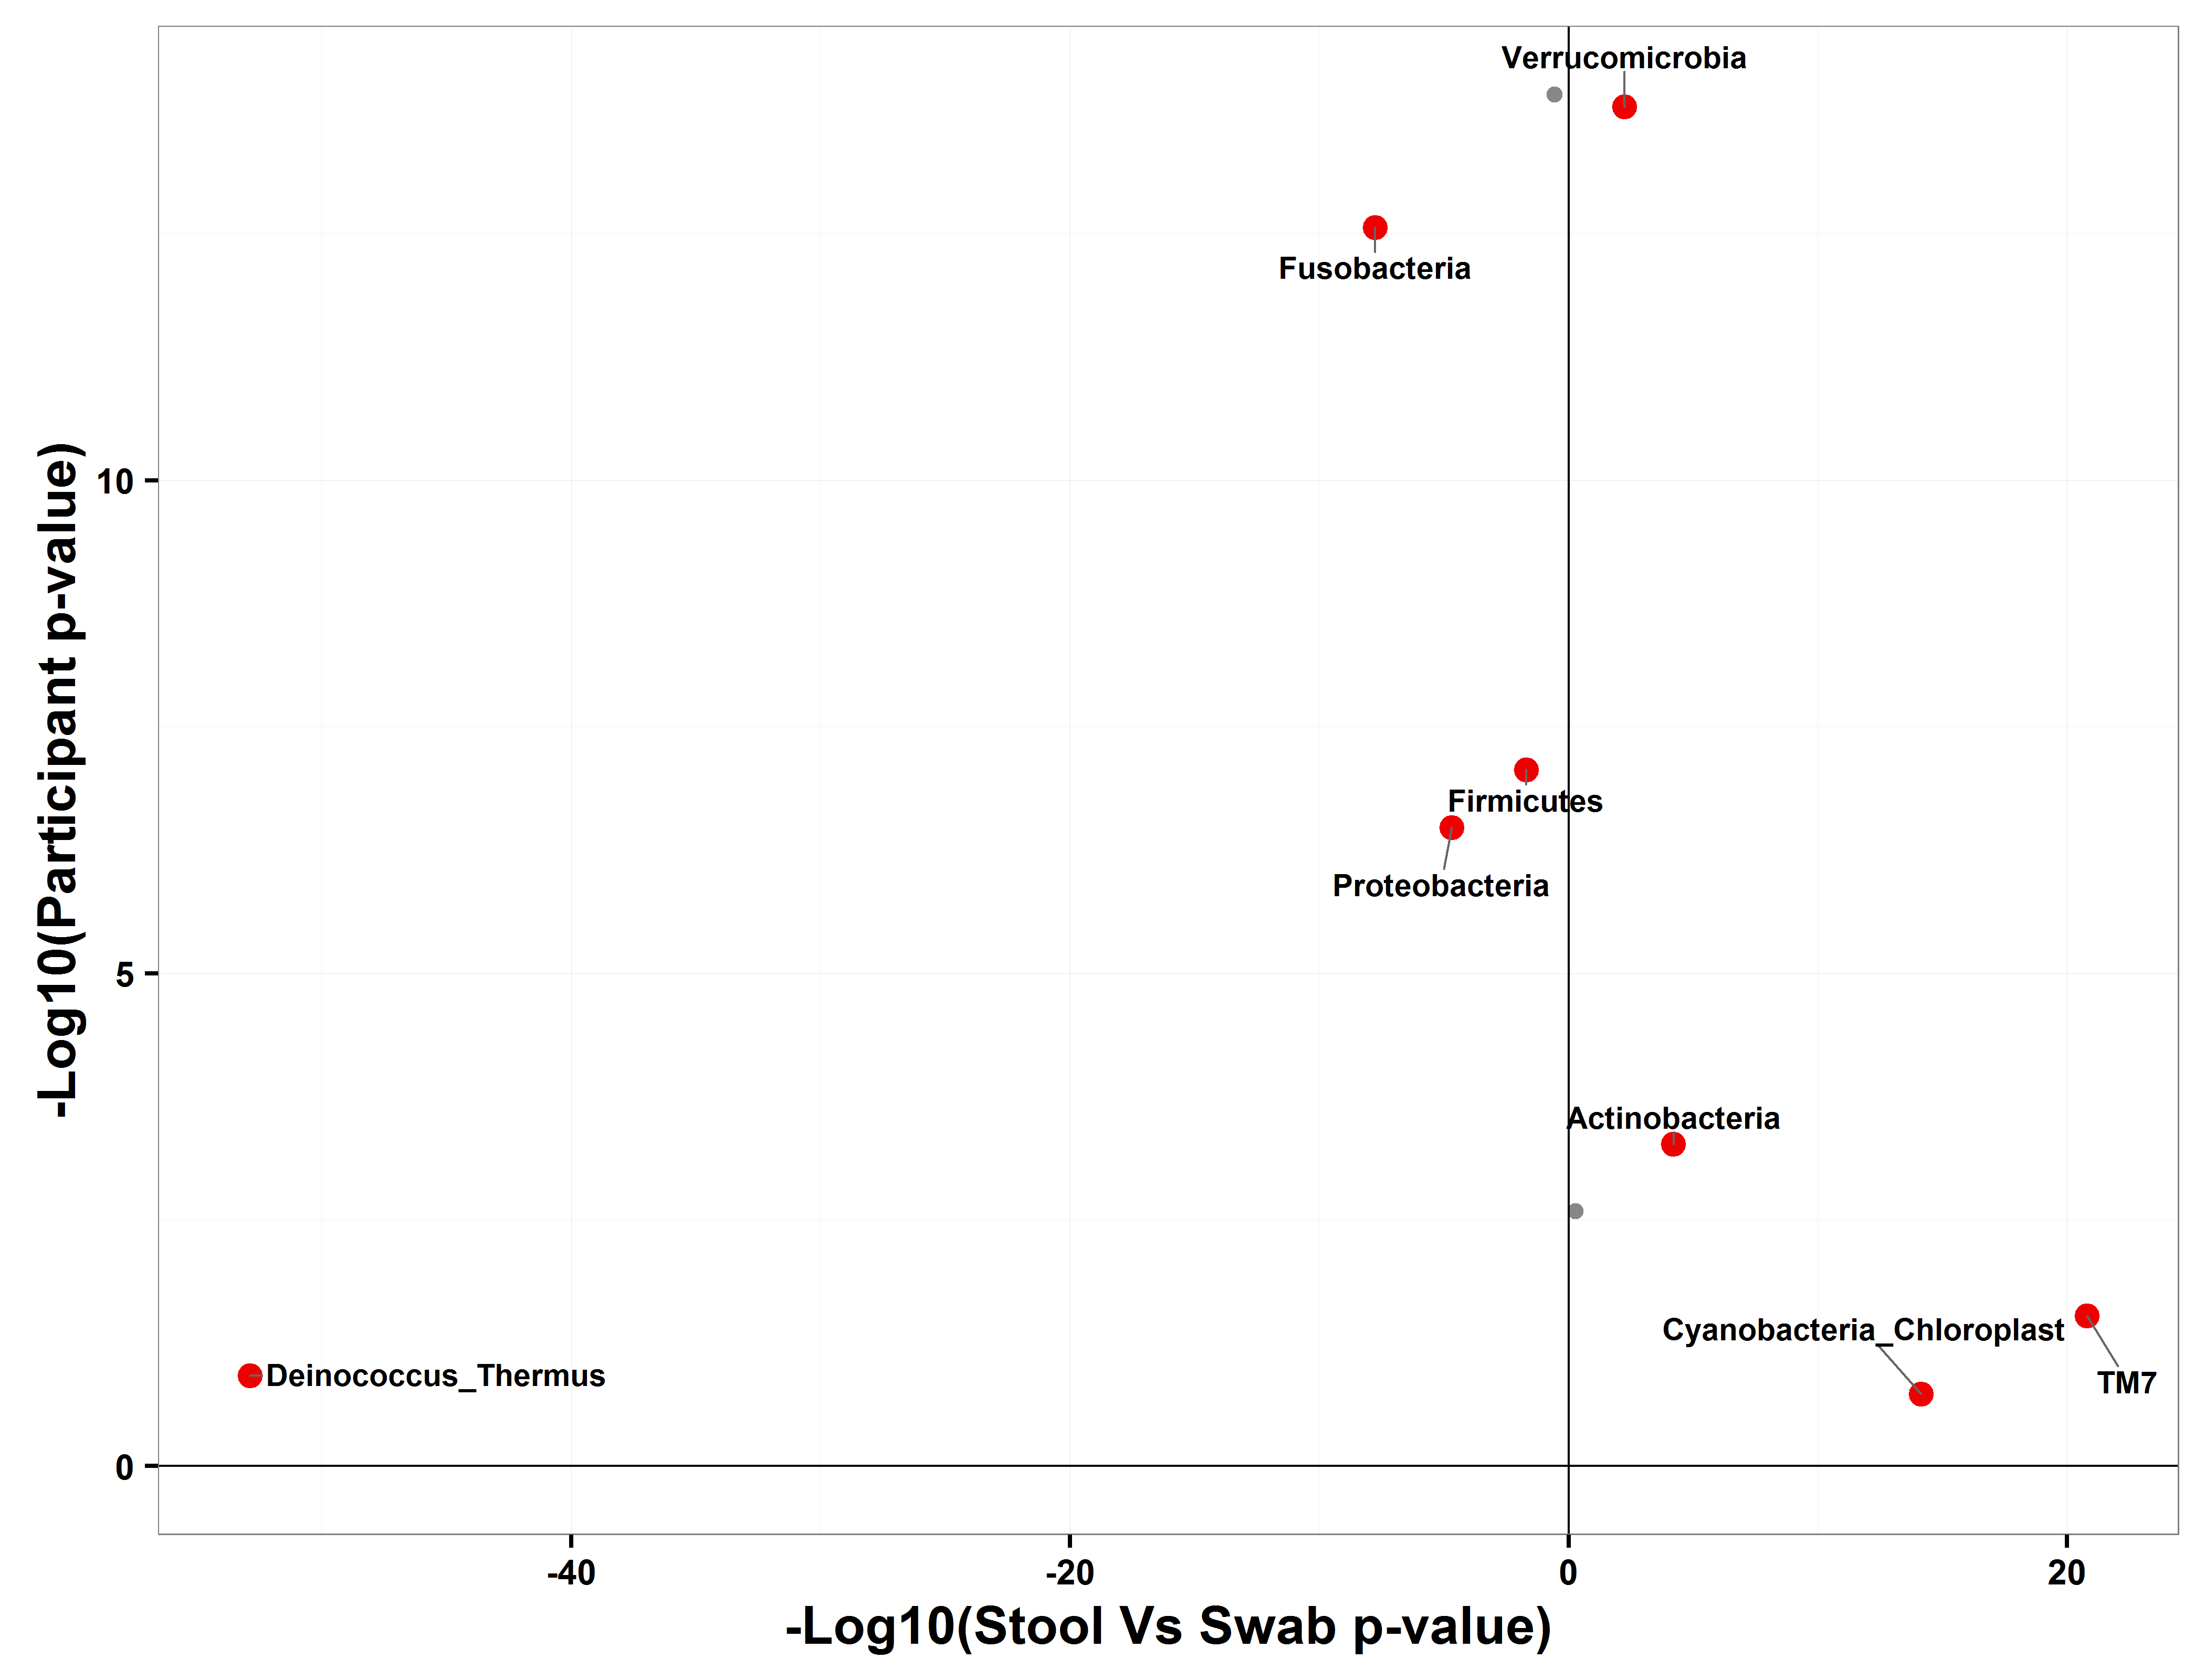 Verrucomicrobia
Fusobacteria
10
Firmicutes
Proteobacteria
5
Actinobacteria
Cyanobacteria_Chloroplast
Deinococcus_Thermus
TM7
0
-40
-20
0
20
-Log10(Stool Vs Swab p-value)
-Log10(Participant p-value)